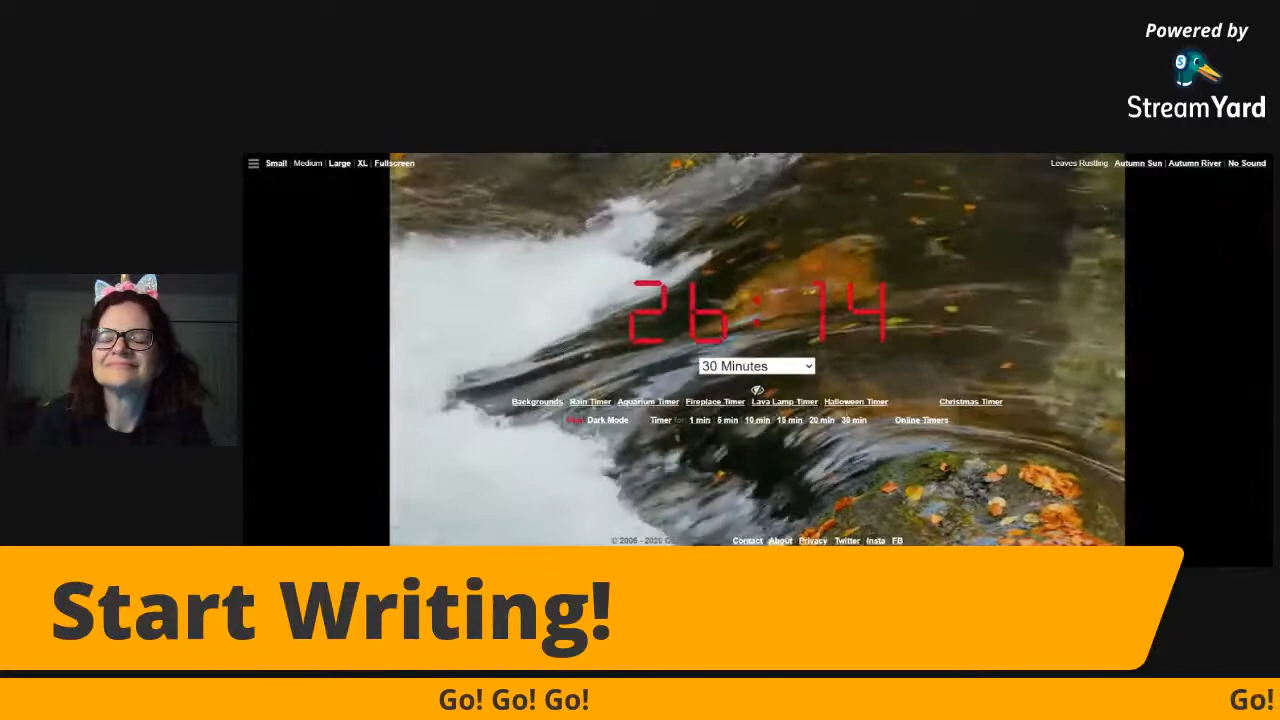 Powered by
StreamYard
Small | Medium | Large | XL | Fullscreen
Leaves Rustling | Autumn Sun | Autumn River | No Sound
26:14
30 Minutes
Backgrounds Rain Timer Aquarium Timer Fireplace Timer Lava Lamp Timer Halloween Timer Christmas Timer
Dark Mode Timer for: 1 min | 5 min | 10 min | 15 min | 20 min | 30 min Online Timers
Contact About Privacy Twitter Insta FB
Start Writing!
Go! Go! Go!
Go!